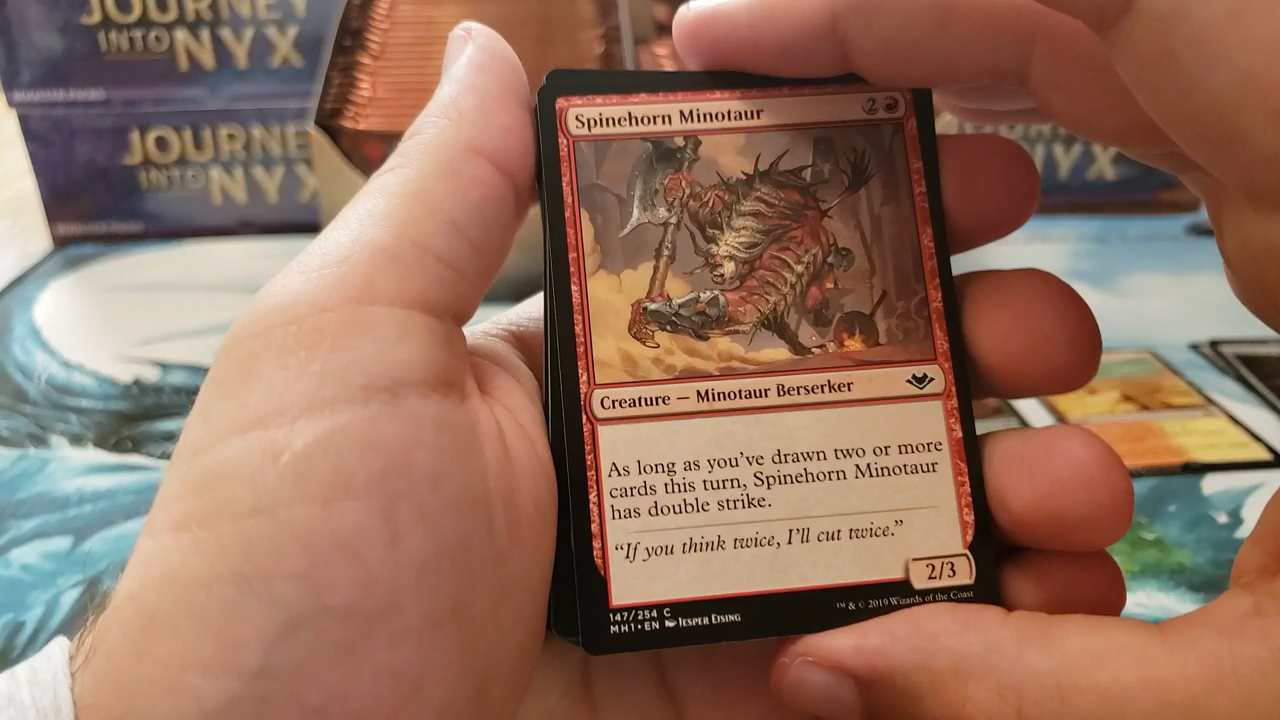 JOURNEY
INTO NYX
JOURNE
INTO NYX
Spinehorn Minotaur 2
Creature — Minotaur Berserker
As long as you've drawn two or more
cards this turn, Spinehorn Minotaur
has double strike.
“If you think twice, I'll cut twice.”
2/3
147/254 C
MH1 • EN JESPER EJSING
™ & © 2019 Wizards of the Coast